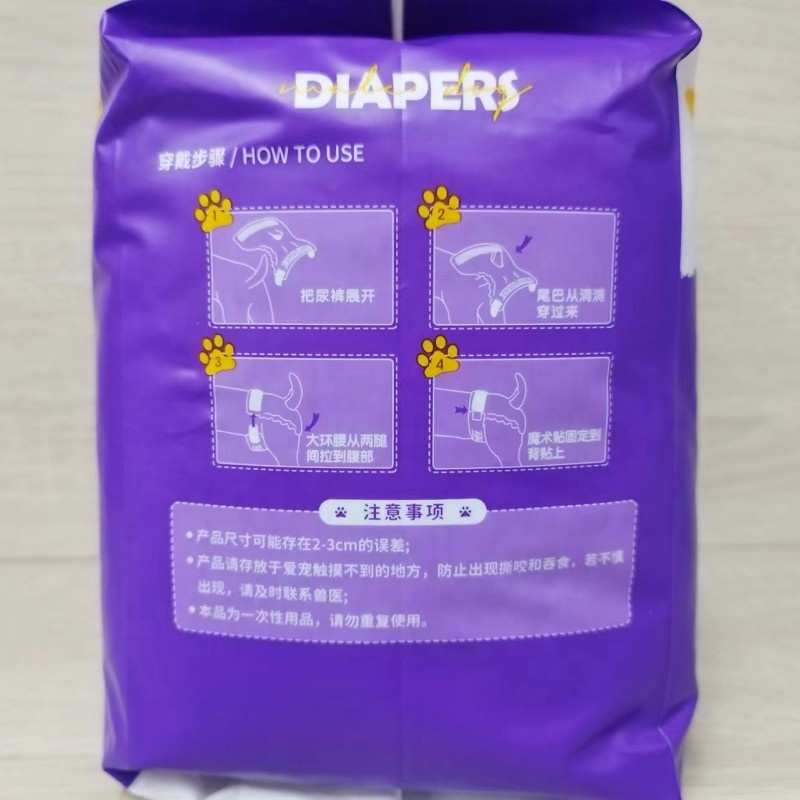 DIAPERS
穿戴步骤 / HOW TO USE
1
2
把尿裤展开
尾巴从洞洞
穿过来
3
4
大环腰从两腿
间拉到腹部
魔术贴固定到
背贴上
注意事项
•产品尺寸可能存在2-3cm的误差;
•产品请存放于爱宠触摸不到的地方，防止出现撕咬和吞食，若不慎
出现，请及时联系兽医;
•本品为一次性用品，请勿重复使用。